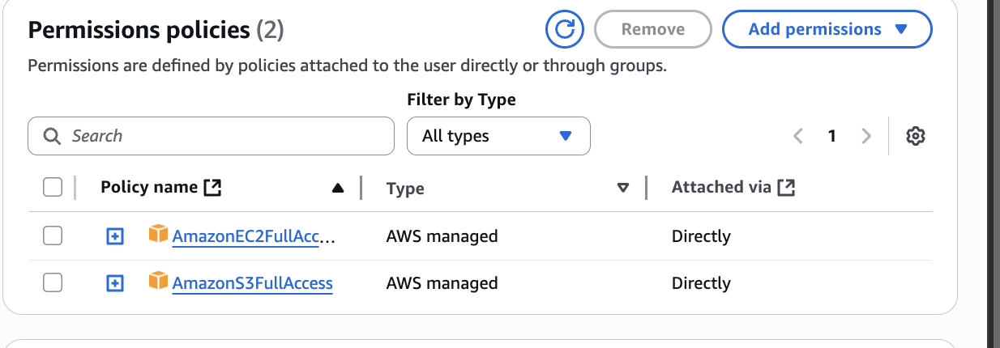 Permissions policies (2)
Remove
Add permissions
Permissions are defined by policies attached to the user directly or through groups.
Filter by Type
Search
All types
1
Policy name
Type
Attached via
AmazonEC2FullAcc...
AWS managed
Directly
AmazonS3FullAccess
AWS managed
Directly